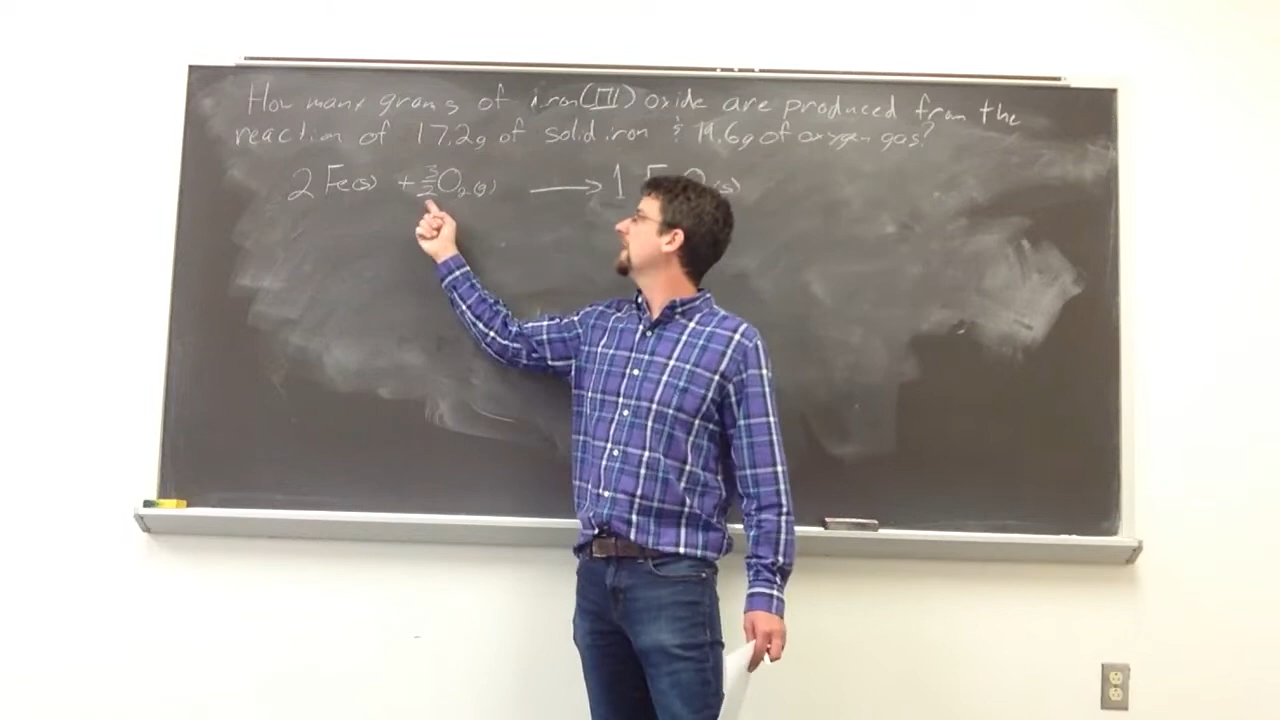 How many grams of iron(III) oxide are produced from the
reaction of 17.2g of solid iron & 19.6g of oxygen gas?
2 Fe(s) + 3/2 O2(g) → 1 F O (s)